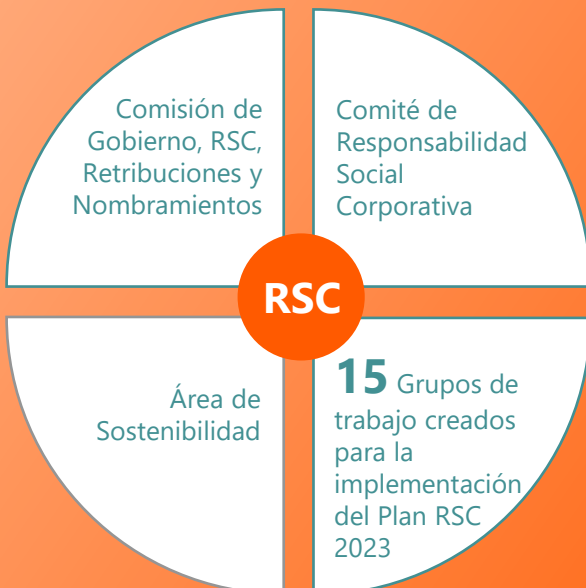 Comisión de
Gobierno, RSC,
Retribuciones y
Nombramientos
Comité de
Responsabilidad
Social
Corporativa
RSC
Área de
Sostenibilidad
15 Grupos de
trabajo creados
para la
implementación
del Plan RSC
2023